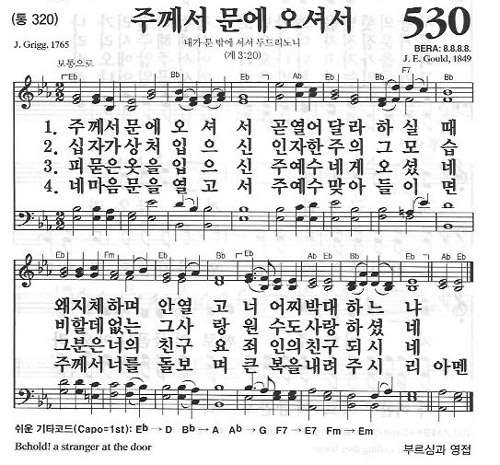 (통 320) 주께서 문에 오셔서 530
J. Grigg, 1765 내가 문 밖에 서서 두드리노니 BERA: 8.8.8.8.
(계 3:20) J. E. Gould, 1849
보통으로
Eb Bb Eb Bb Eb Bb F7 Bb
1. 주께서문에 오 셔 서 곧열어달라 하 실 때
2. 십자가상처 입 으 신 인자한주의 그 모 습
3. 피묻은옷을 입 으 신 주예수네게 오 셨 네
4. 네마음문을 열 고 서 주예수맞아 들 이 면
왜지체하며 안열 고 너 어찌박대 하 느 냐
비할데없는 그사 랑 원 수도사랑 하 셨 네
그분은너의 친구 요 죄 인의친구 되 시 네
주께서너를 돌보 며 큰 복을내려 주 시 리 아멘
쉬운 기타코드(Capo=1st): Eb → D Bb → A Ab → G F7 → E7 Fm → Em
Behold! a stranger at the door 부르심과 영접